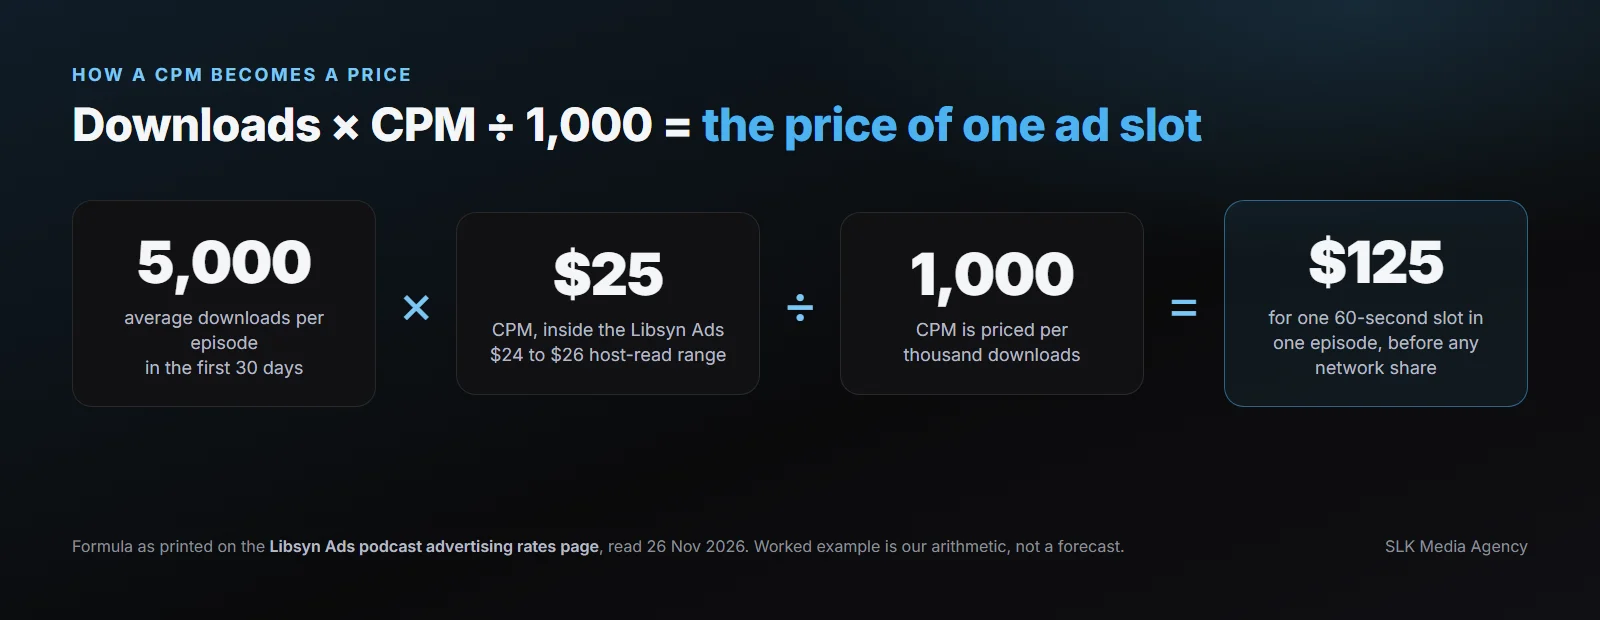 HOW A CPM BECOMES A PRICE
Downloads × CPM ÷ 1,000 = the price of one ad slot
5,000
average downloads per
episode
in the first 30 days
×
$25
CPM, inside the Libsyn Ads
$24 to $26 host-read range
÷
1,000
CPM is priced per
thousand downloads
=
$125
for one 60-second slot in
one episode, before any
network share
Formula as printed on the Libsyn Ads podcast advertising rates page, read 26 Nov 2026. Worked example is our arithmetic, not a forecast.
SLK Media Agency